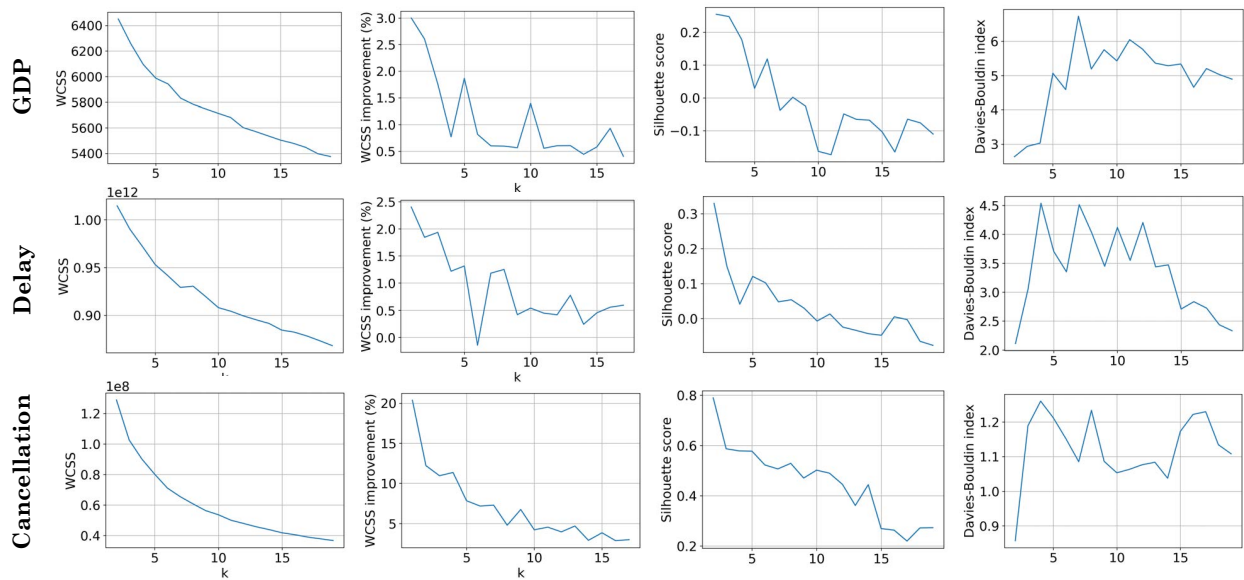 GDP
WCSS
6400
6200
6000
5800
5600
5400
5 10 15
WCSS improvement (%)
3.0
2.5
2.0
1.5
1.0
0.5
5 10 15
k
Silhouette score
0.2
0.1
0.0
−0.1
5 10 15
Davies-Bouldin index
6
5
4
3
5 10 15
Delay
1e12
WCSS
1.00
0.95
0.90
5 10 15
WCSS improvement (%)
2.5
2.0
1.5
1.0
0.5
0.0
5 10 15
k
Silhouette score
0.3
0.2
0.1
0.0
5 10 15
Davies-Bouldin index
4.5
4.0
3.5
3.0
2.5
2.0
5 10 15
Cancellation
1e8
WCSS
1.2
1.0
0.8
0.6
0.4
5 10 15
k
WCSS improvement (%)
20
15
10
5
5 10 15
k
Silhouette score
0.8
0.6
0.4
0.2
5 10 15
Davies-Bouldin index
1.2
1.1
1.0
0.9
5 10 15